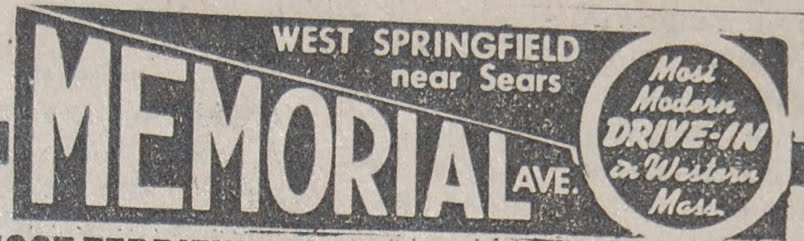 WEST SPRINGFIELD
near Sears
MEMORIAL AVE.
Most
Modern
DRIVE-IN
in Western
Mass.